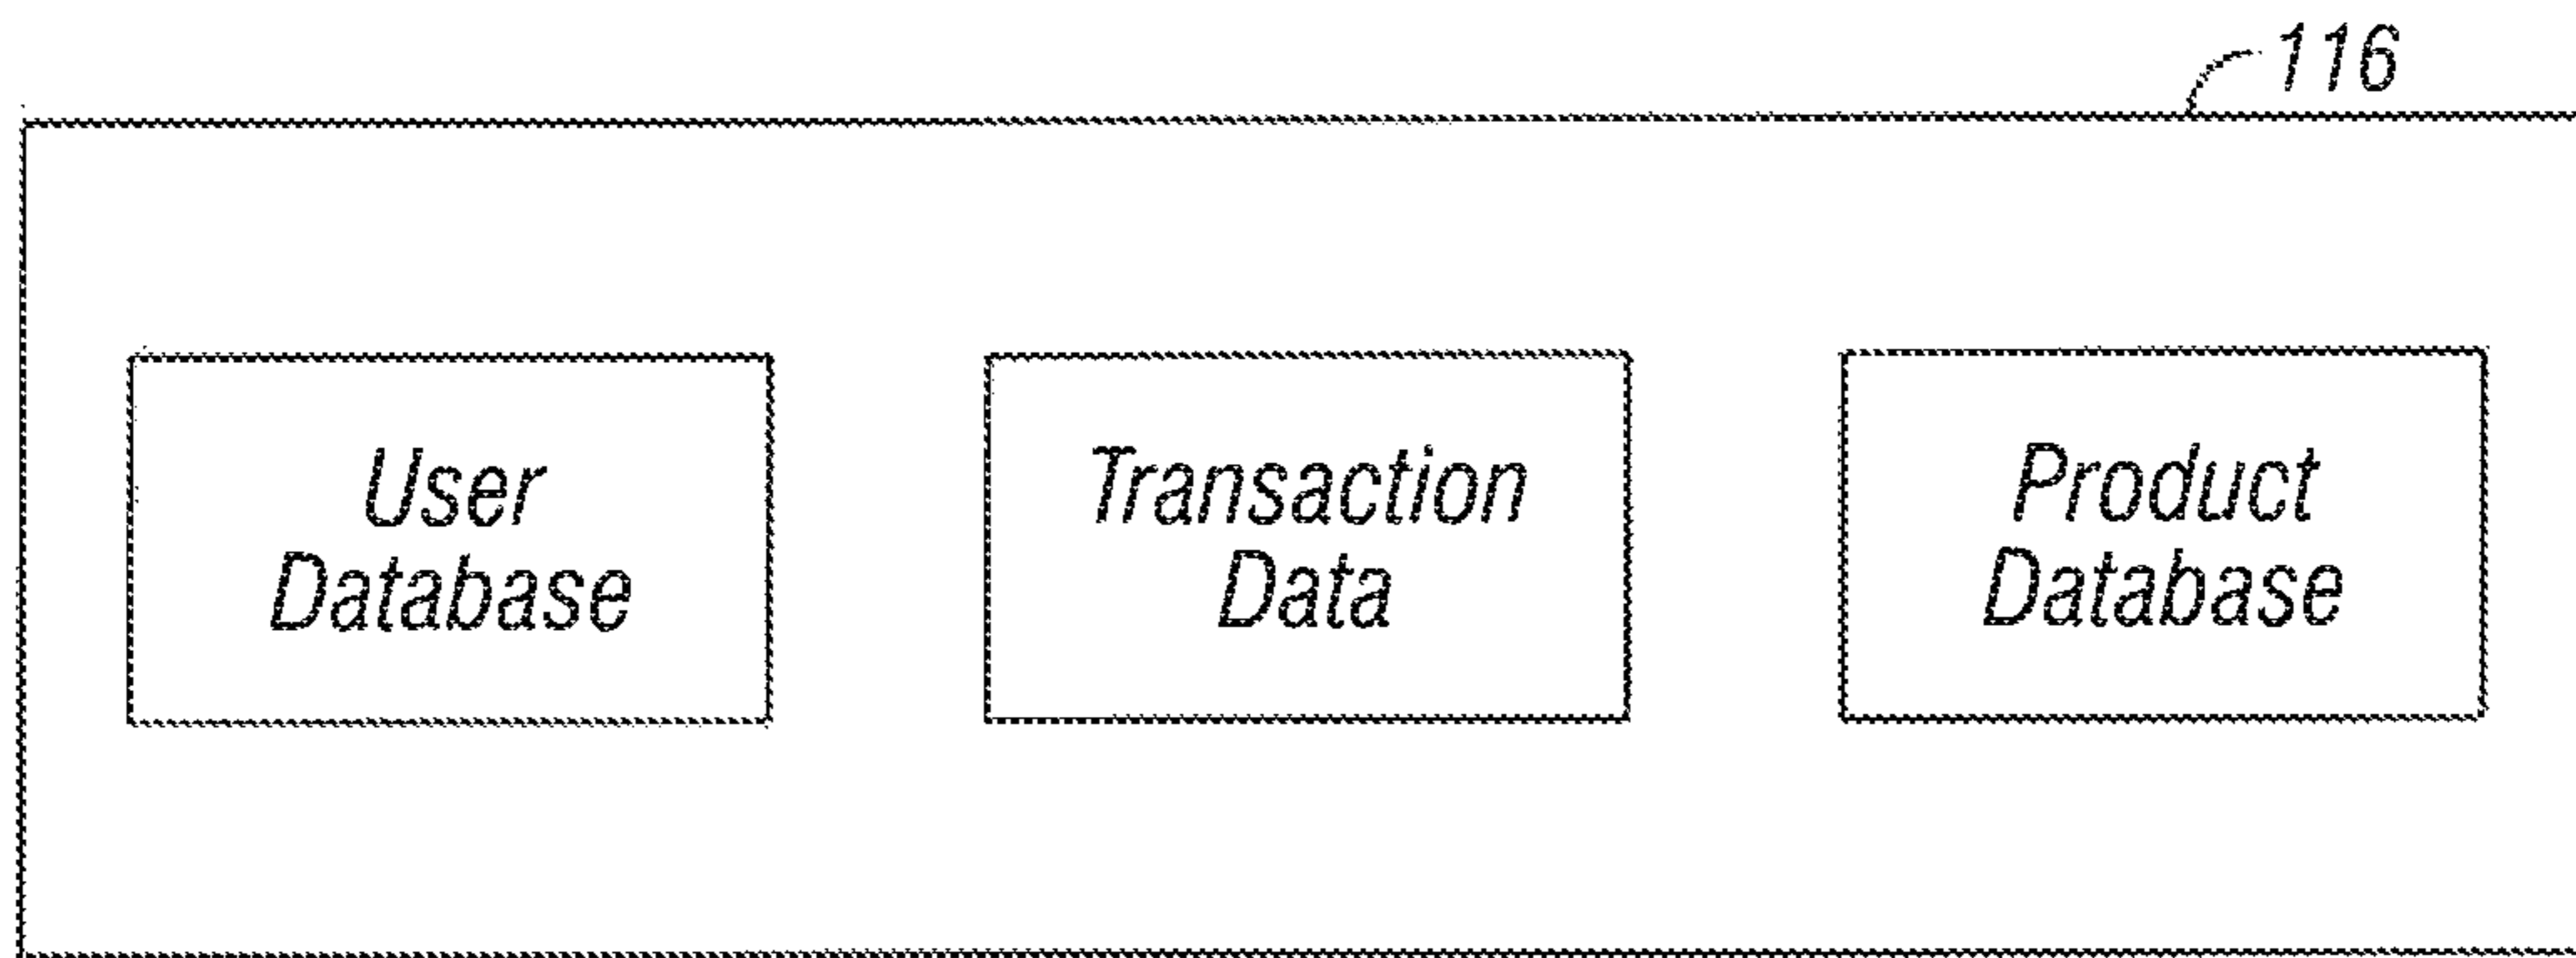 116
User
Database
Transaction
Data
Product
Database